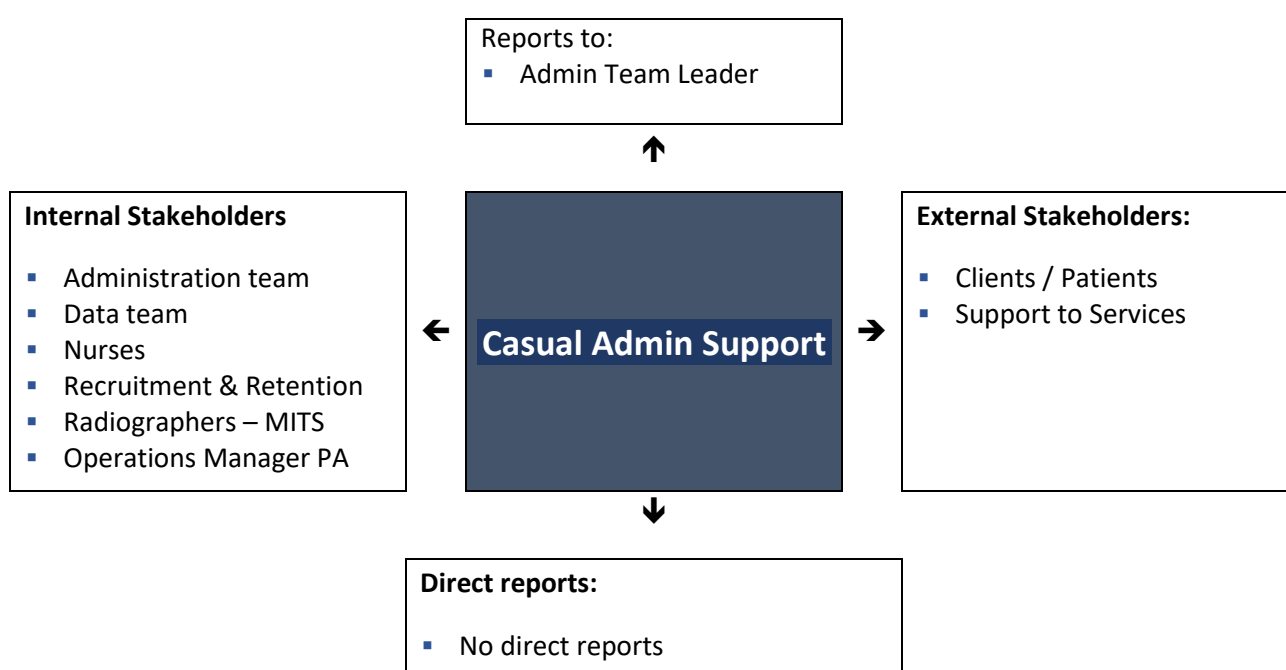 Reports to:
▪ Admin Team Leader
Internal Stakeholders
▪ Administration team
▪ Data team
▪ Nurses
▪ Recruitment & Retention
▪ Radiographers – MITS
▪ Operations Manager PA
Casual Admin Support
External Stakeholders:
▪ Clients / Patients
▪ Support to Services
Direct reports:
▪ No direct reports